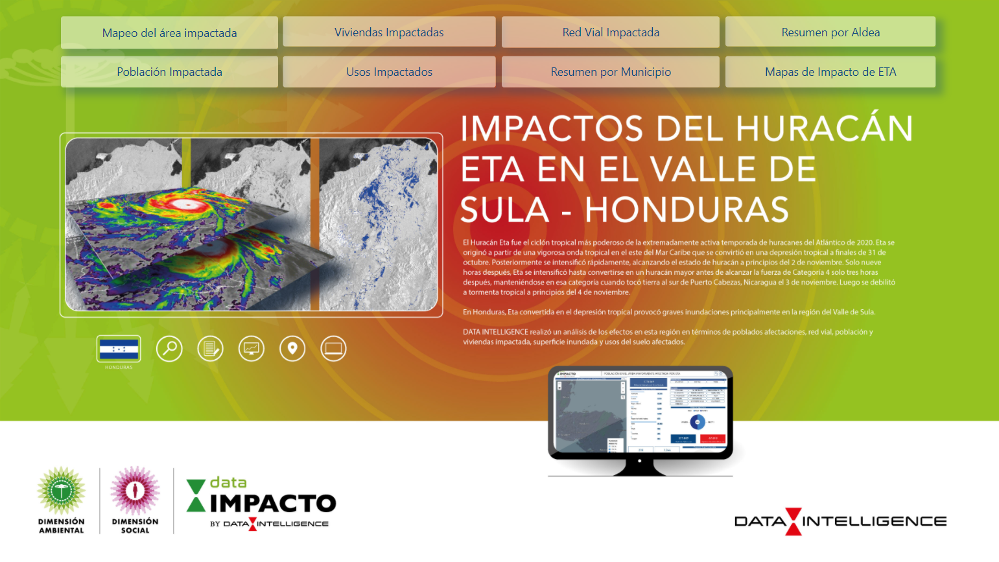 Mapeo del área impactada
Viviendas Impactadas
Red Vial Impactada
Resumen por Aldea
Población Impactada
Usos Impactados
Resumen por Municipio
Mapas de Impacto de ETA
IMPACTOS DEL HURACÁN
ETA EN EL VALLE DE
SULA - HONDURAS
El Huracán Eta fue el ciclón tropical más poderoso de la extremadamente activa temporada de huracanes del Atlántico de 2020. Eta se
originó a partir de una vigorosa onda tropical en el este del Mar Caribe que se convirtió en una depresión tropical a finales de 31 de
octubre. Posteriormente se intensificó rápidamente, alcanzando el estado de huracán a principios del 2 de noviembre. Solo nueve
horas después, Eta se intensificó hasta convertirse en un huracán mayor antes de alcanzar la fuerza de Categoría 4 solo tres horas
después, manteniéndose en esa categoría cuando tocó tierra al sur de Puerto Cabezas, Nicaragua el 3 de noviembre. Luego se debilitó
a tormenta tropical a principios del 4 de noviembre.
En Honduras, Eta convertida en el depresión tropical provocó graves inundaciones principalmente en la región del Valle de Sula.
DATA INTELLIGENCE realizó un análisis de los efectos en esta región en términos de poblados afectaciones, red vial, población y
viviendas impactada, superficie inundada y usos del suelo afectados.
HONDURAS
IMPACTO
POBLACIÓN EN EL ÁREA MAYORMENTE AFECTADA POR ETA
DIMENSIÓN
AMBIENTAL
DIMENSIÓN
SOCIAL
data
IMPACTO
BY DATA INTELLIGENCE
DATA INTELLIGENCE